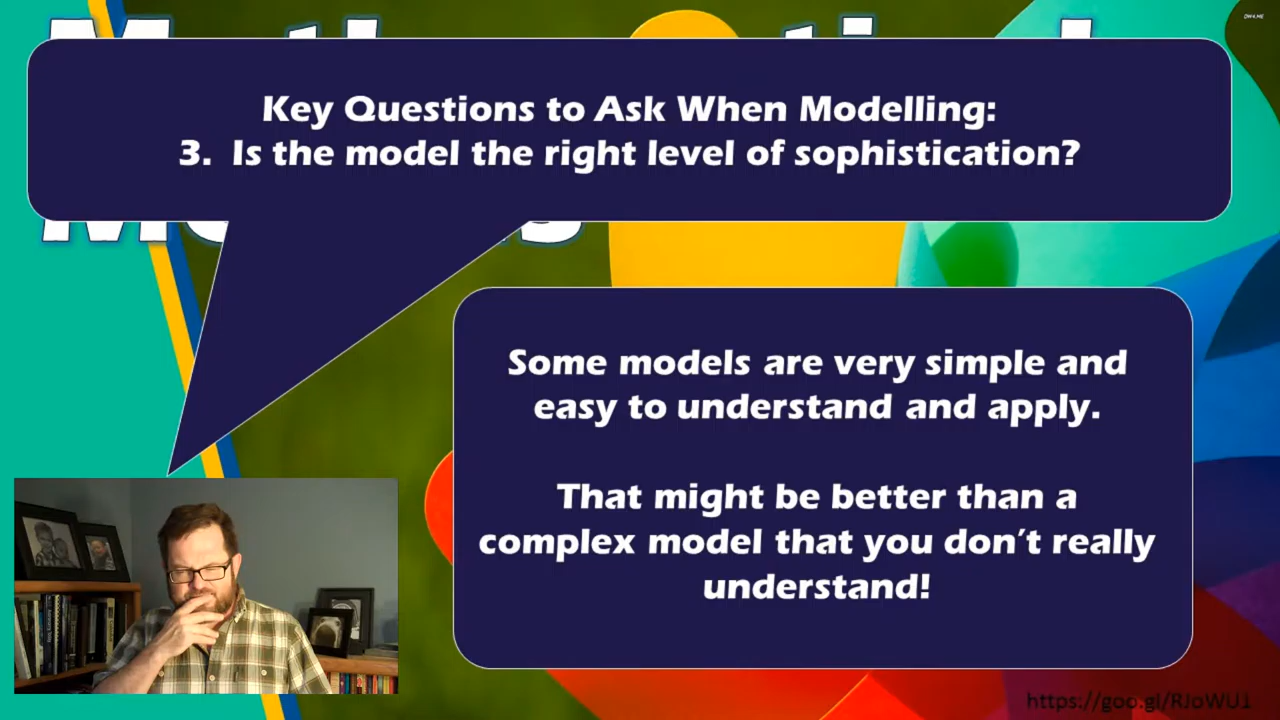 OW4.ME
Key Questions to Ask When Modelling:
3. Is the model the right level of sophistication?
Some models are very simple and
easy to understand and apply.
That might be better than a
complex model that you don't really
understand!
https://goo.gl/RJoWU1